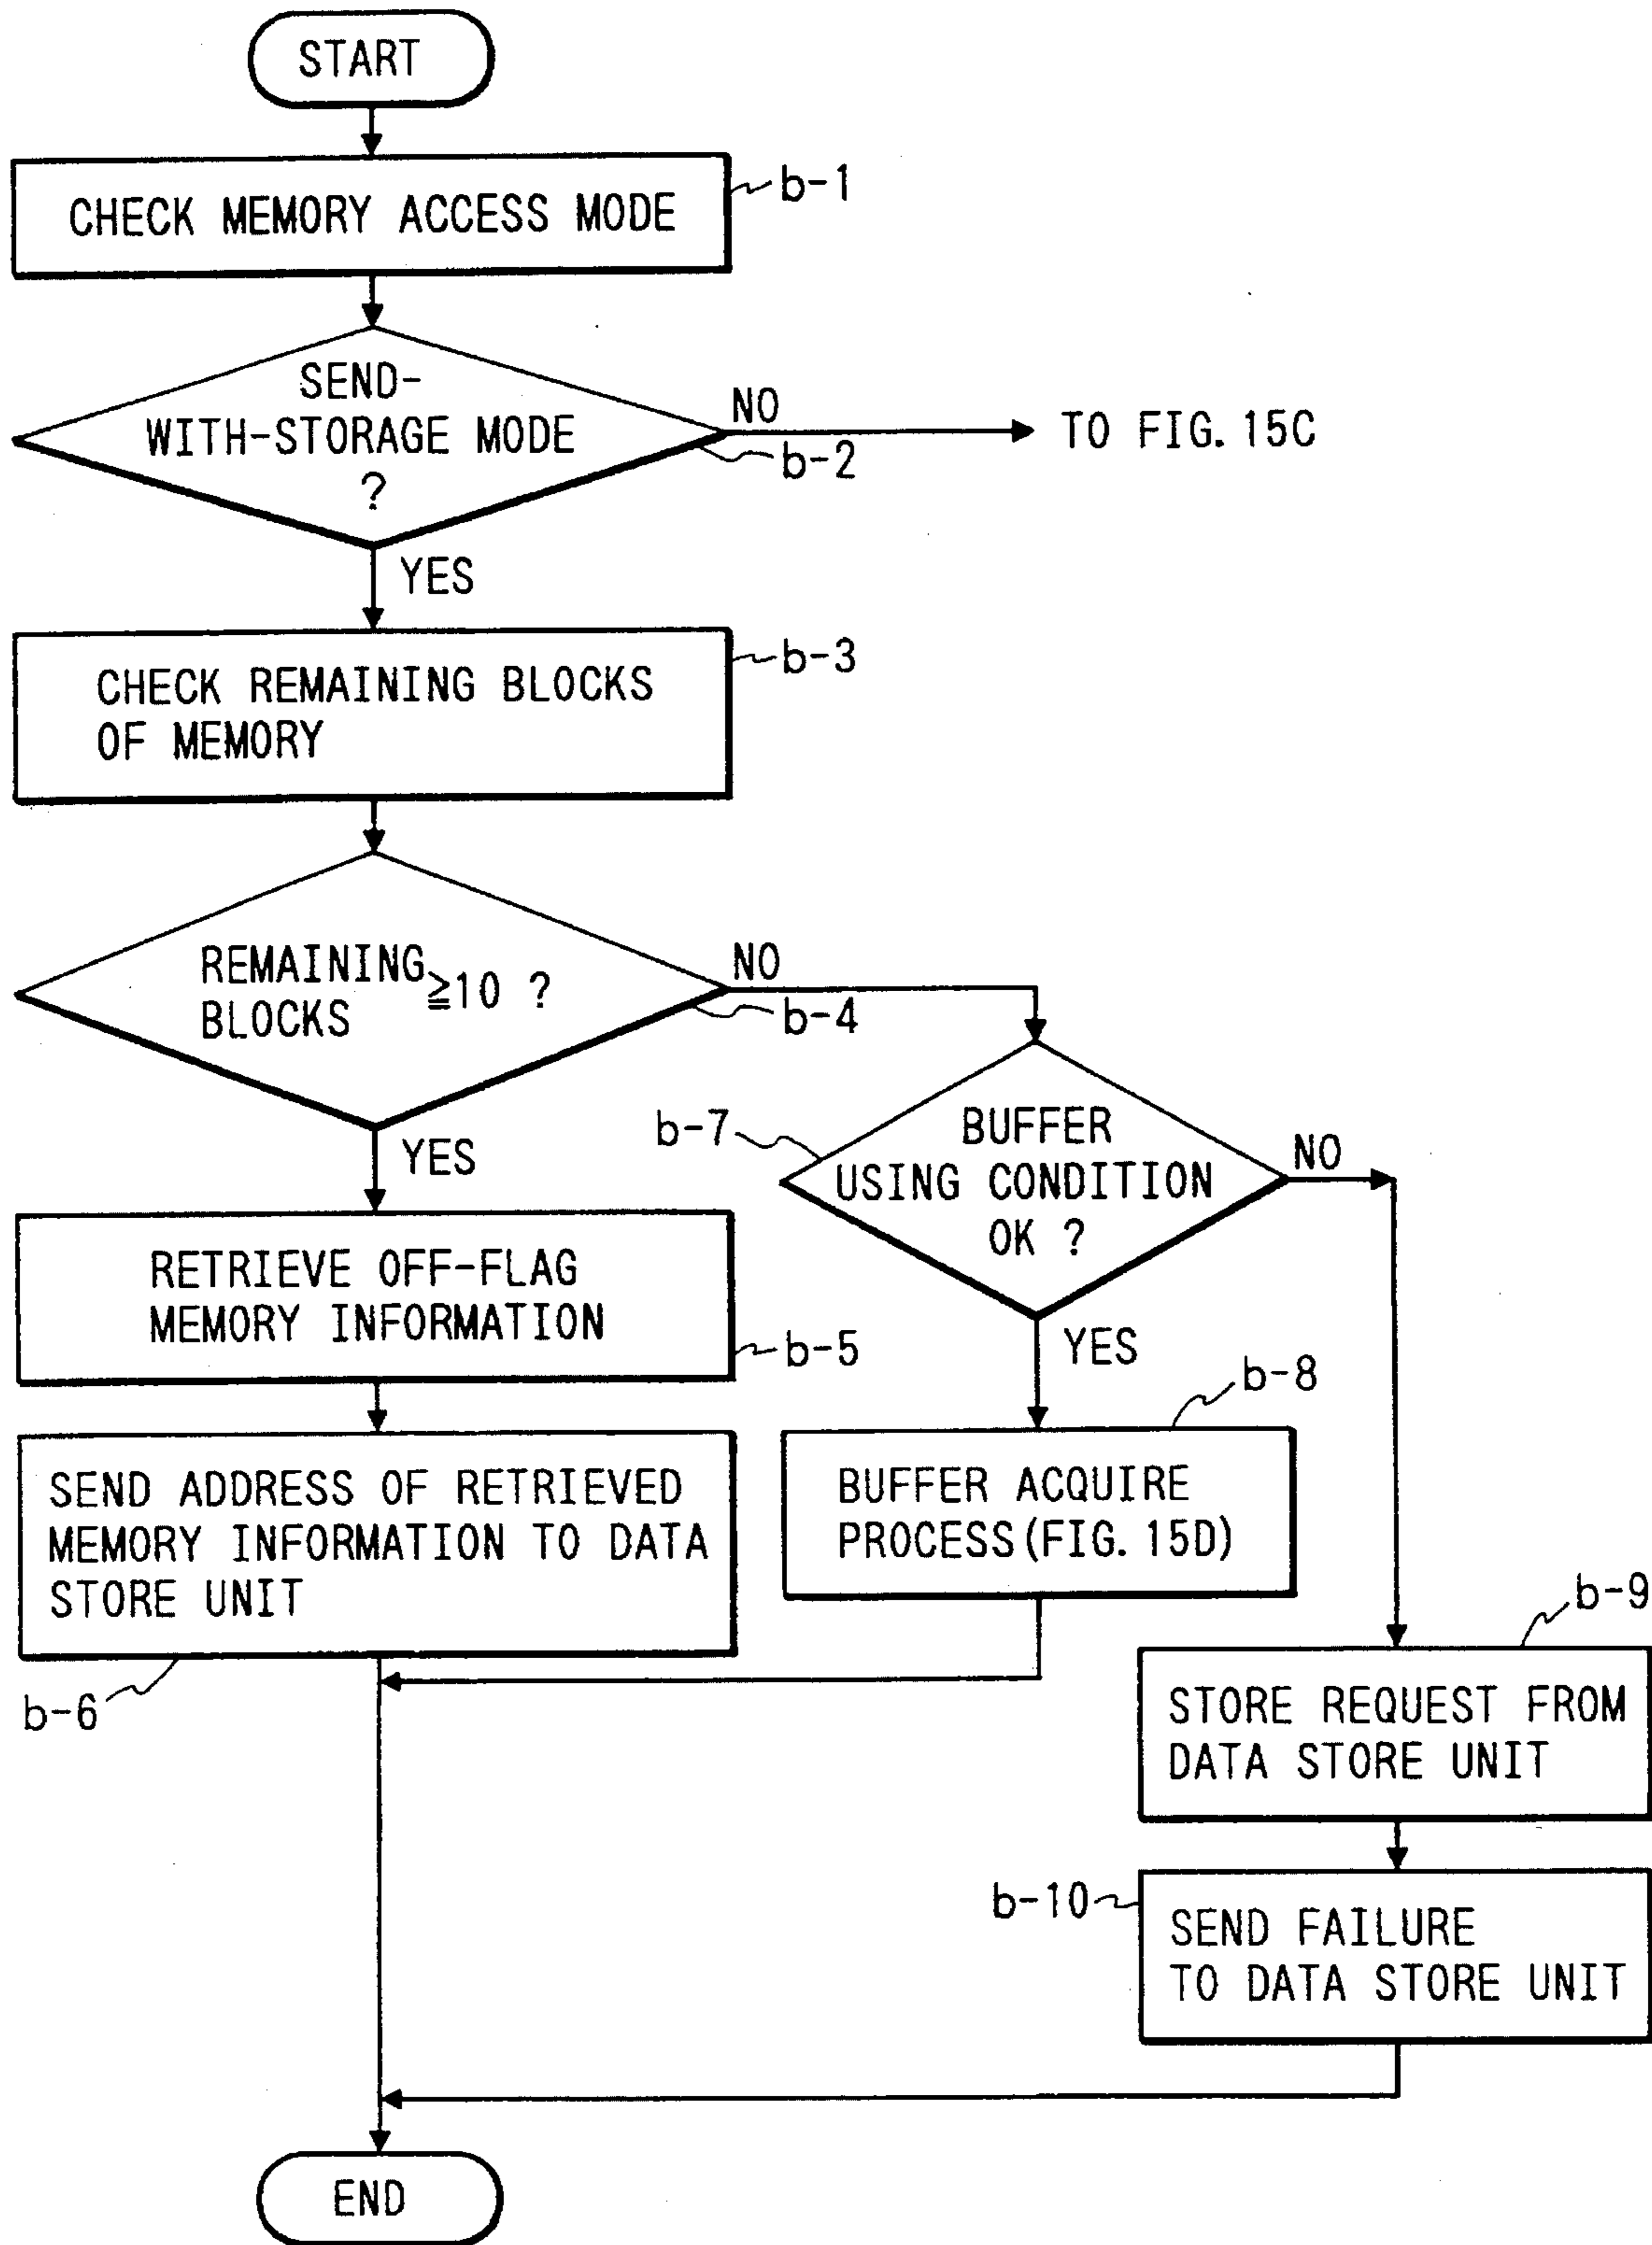 START
CHECK MEMORY ACCESS MODE
b-1
SEND-
WITH-STORAGE MODE
?
NO
b-2
TO FIG. 15C
YES
CHECK REMAINING BLOCKS
OF MEMORY
b-3
REMAINING
BLOCKS
≧10 ?
NO
b-4
YES
b-7
BUFFER
USING CONDITION
OK ?
NO
YES
RETRIEVE OFF-FLAG
MEMORY INFORMATION
b-5
b-8
SEND ADDRESS OF RETRIEVED
MEMORY INFORMATION TO DATA
STORE UNIT
b-6
BUFFER ACQUIRE
PROCESS (FIG. 15D)
b-9
STORE REQUEST FROM
DATA STORE UNIT
b-10
SEND FAILURE
TO DATA STORE UNIT
END